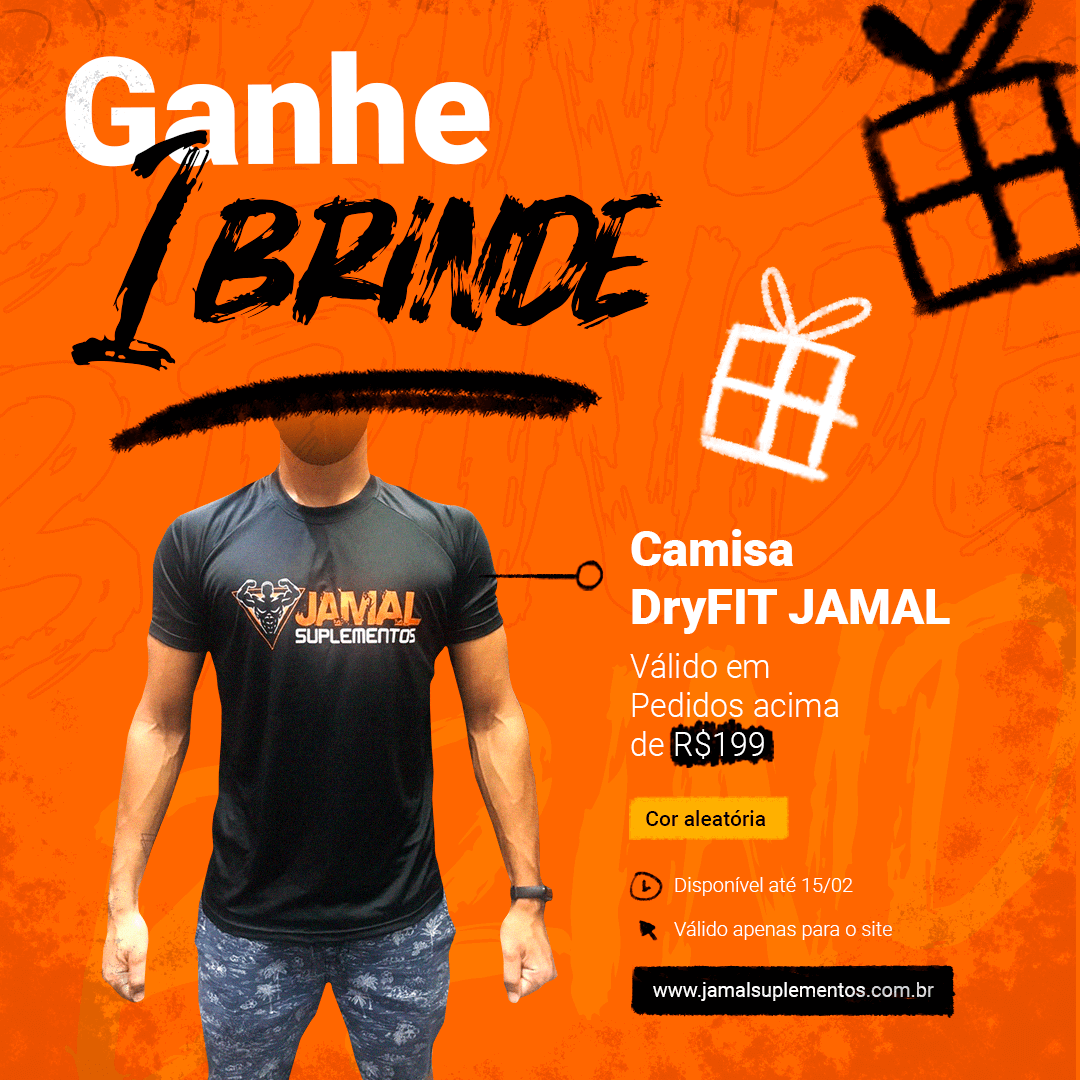 Ganhe
1 BRINDE
JAMAL
SUPLEMENTOS
Camisa
DryFIT JAMAL
Válido em
Pedidos acima
de R$199
Cor aleatória
Disponível até 15/02
Válido apenas para o site
www.jamalsuplementos.com.br